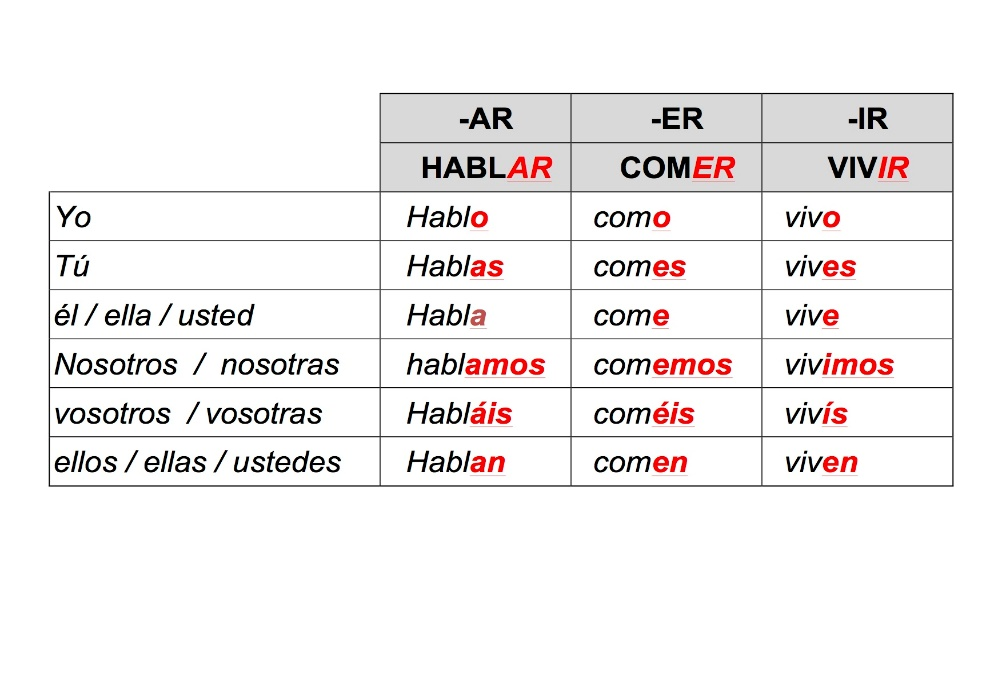 -AR -ER -IR
HABLAR COMER VIVIR
Yo Hablo como vivo
Tú Hablas comes vives
él / ella / usted Habla come vive
Nosotros / nosotras hablamos comemos vivimos
vosotros / vosotras Habláis coméis vivís
ellos / ellas / ustedes Hablan comen viven